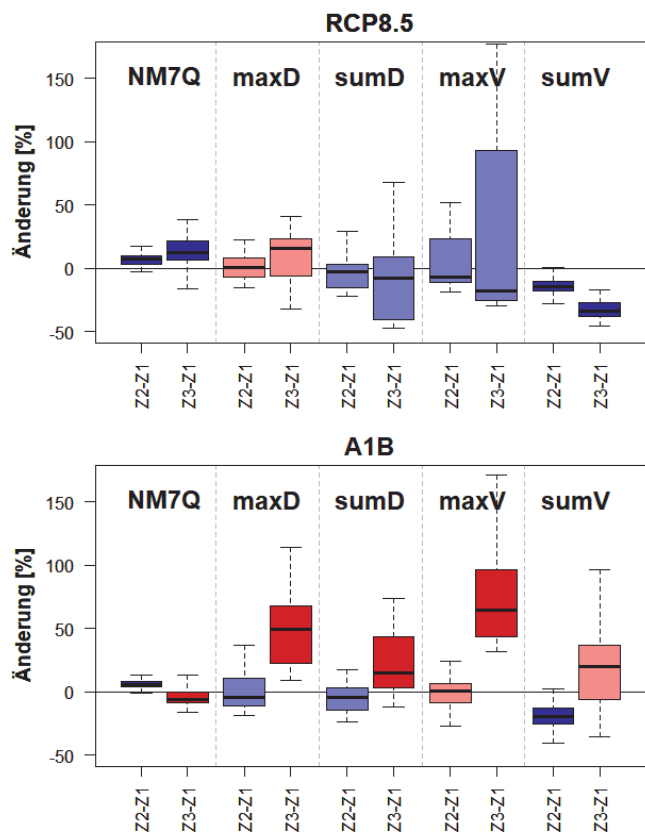 RCP8.5
NM7Q maxD sumD maxV sumV
Änderung [%]
150
100
50
0
-50
Z2-Z1 Z3-Z1 Z2-Z1 Z3-Z1 Z2-Z1 Z3-Z1 Z2-Z1 Z3-Z1 Z2-Z1 Z3-Z1
A1B
NM7Q maxD sumD maxV sumV
Änderung [%]
150
100
50
0
-50
Z2-Z1 Z3-Z1 Z2-Z1 Z3-Z1 Z2-Z1 Z3-Z1 Z2-Z1 Z3-Z1 Z2-Z1 Z3-Z1